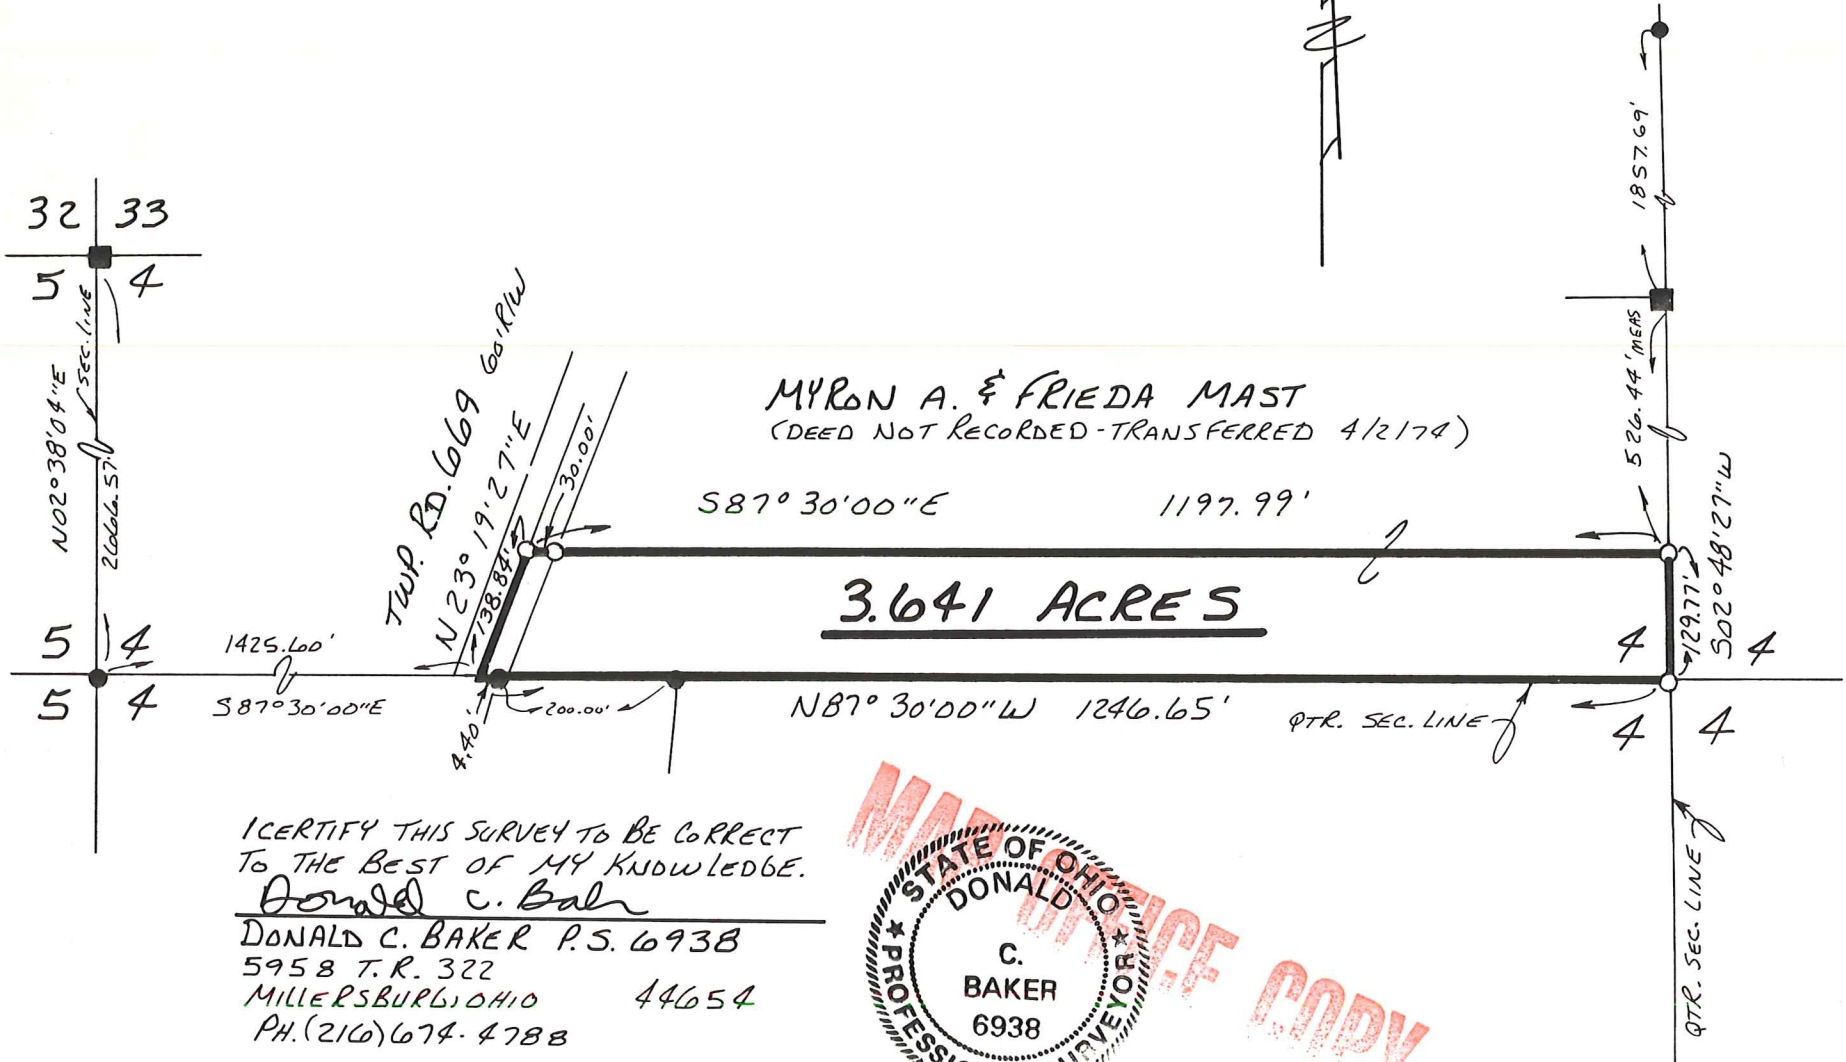 N
1857.69'
32 33
5 4
SEC. LINE
N02°38'04"E
2666.57'
TWP. RD. 669 60' R/W
N 23° 19' 27" E
138.84'
30.00'
MYRON A. & FRIEDA MAST
(DEED NOT RECORDED - TRANSFERRED 4/2/74)
526.44' MEAS
S87° 30' 00" E 1197.99'
3.641 ACRES
129.77'
S02° 48' 27" W
5 4
1425.60'
4 4
5 4
S87°30'00"E
4.40'
200.00'
N87° 30' 00" W 1246.65'
QTR. SEC. LINE
4 4
I CERTIFY THIS SURVEY TO BE CORRECT
TO THE BEST OF MY KNOWLEDGE.
Donald C. Baker
DONALD C. BAKER P.S. 6938
5958 T.R. 322
MILLERSBURG, OHIO 44654
PH. (216) 674-4788
MAP OFFICE COPY
STATE OF OHIO
DONALD
C.
BAKER
6938
PROFESSIONAL SURVEYOR
QTR. SEC. LINE